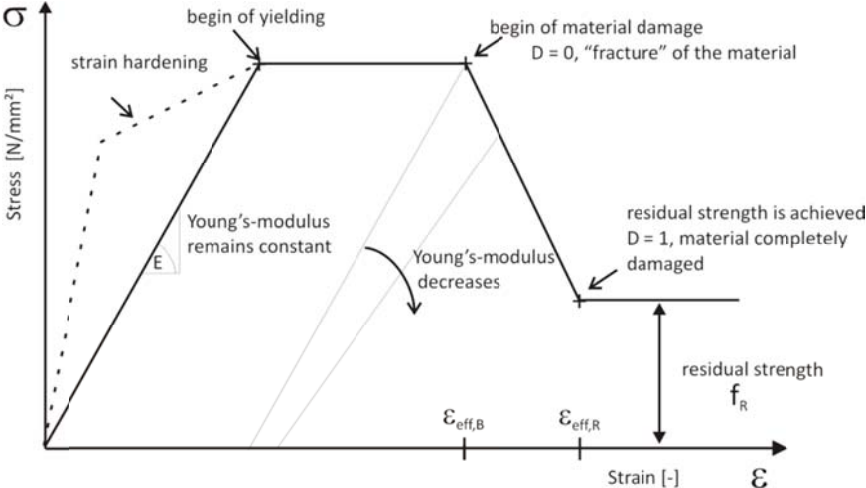 σ
begin of yielding
begin of material damage
D = 0, "fracture" of the material
strain hardening
Stress [N/mm²]
Young's-modulus
remains constant
E
Young's-modulus
decreases
residual strength is achieved
D = 1, material completely
damaged
residual strength
f_R
ε_eff,B
ε_eff,R
Strain [-]
ε